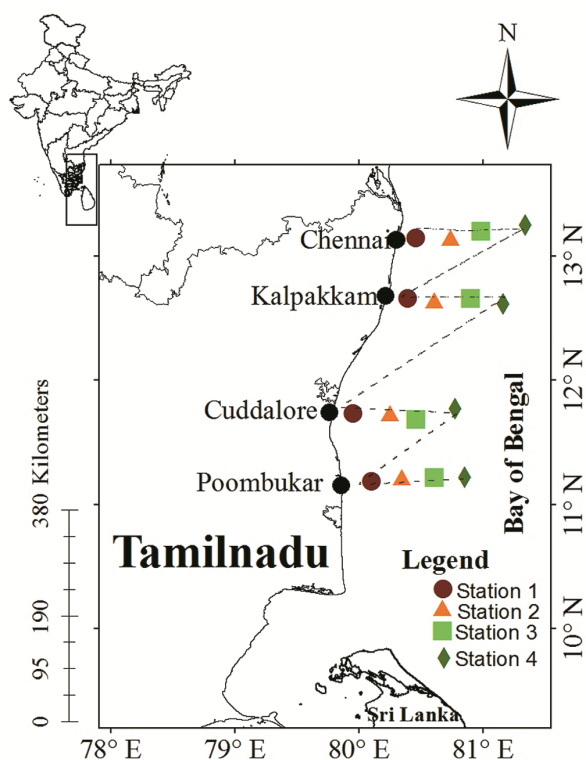 N
Chennai
13° N
Kalpakkam
12° N
Cuddalore
Bay of Bengal
Poombukar
11° N
380 Kilometers
Tamilnadu
Legend
Station 1
Station 2
Station 3
Station 4
190
10° N
95
0
Sri Lanka
78° E
79° E
80° E
81° E